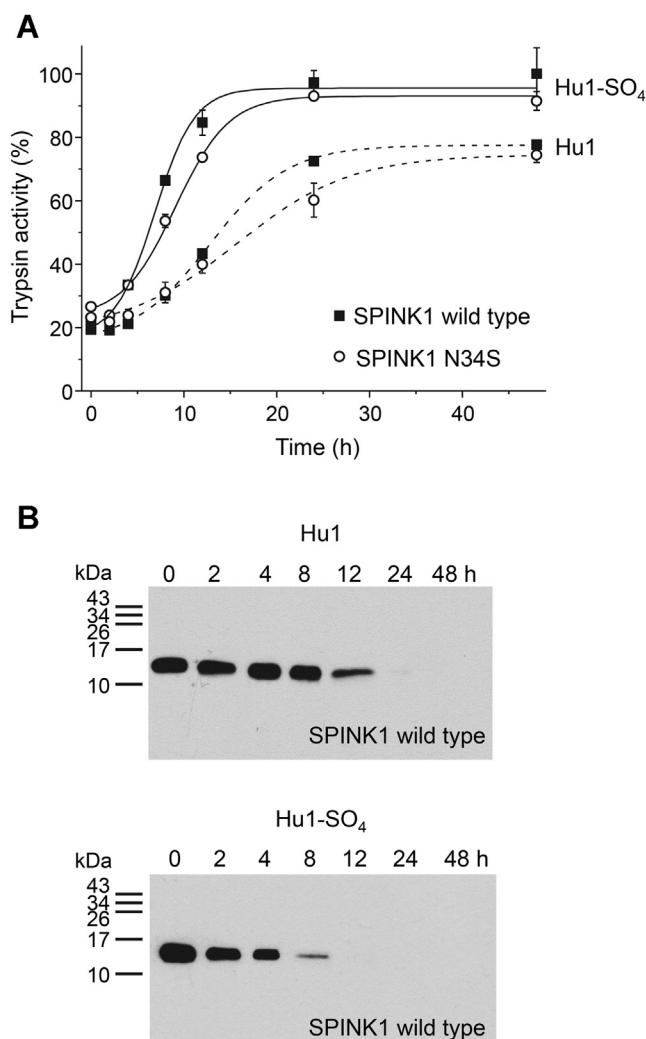 A
Trypsin activity (%)
100
80
60
40
20
0
Hu1-SO₄
Hu1
SPINK1 wild type
SPINK1 N34S
0 10 20 30 40
Time (h)
B
Hu1
kDa 0 2 4 8 12 24 48 h
43
34
26
17
10
SPINK1 wild type
Hu1-SO₄
kDa 0 2 4 8 12 24 48 h
43
34
26
17
10
SPINK1 wild type